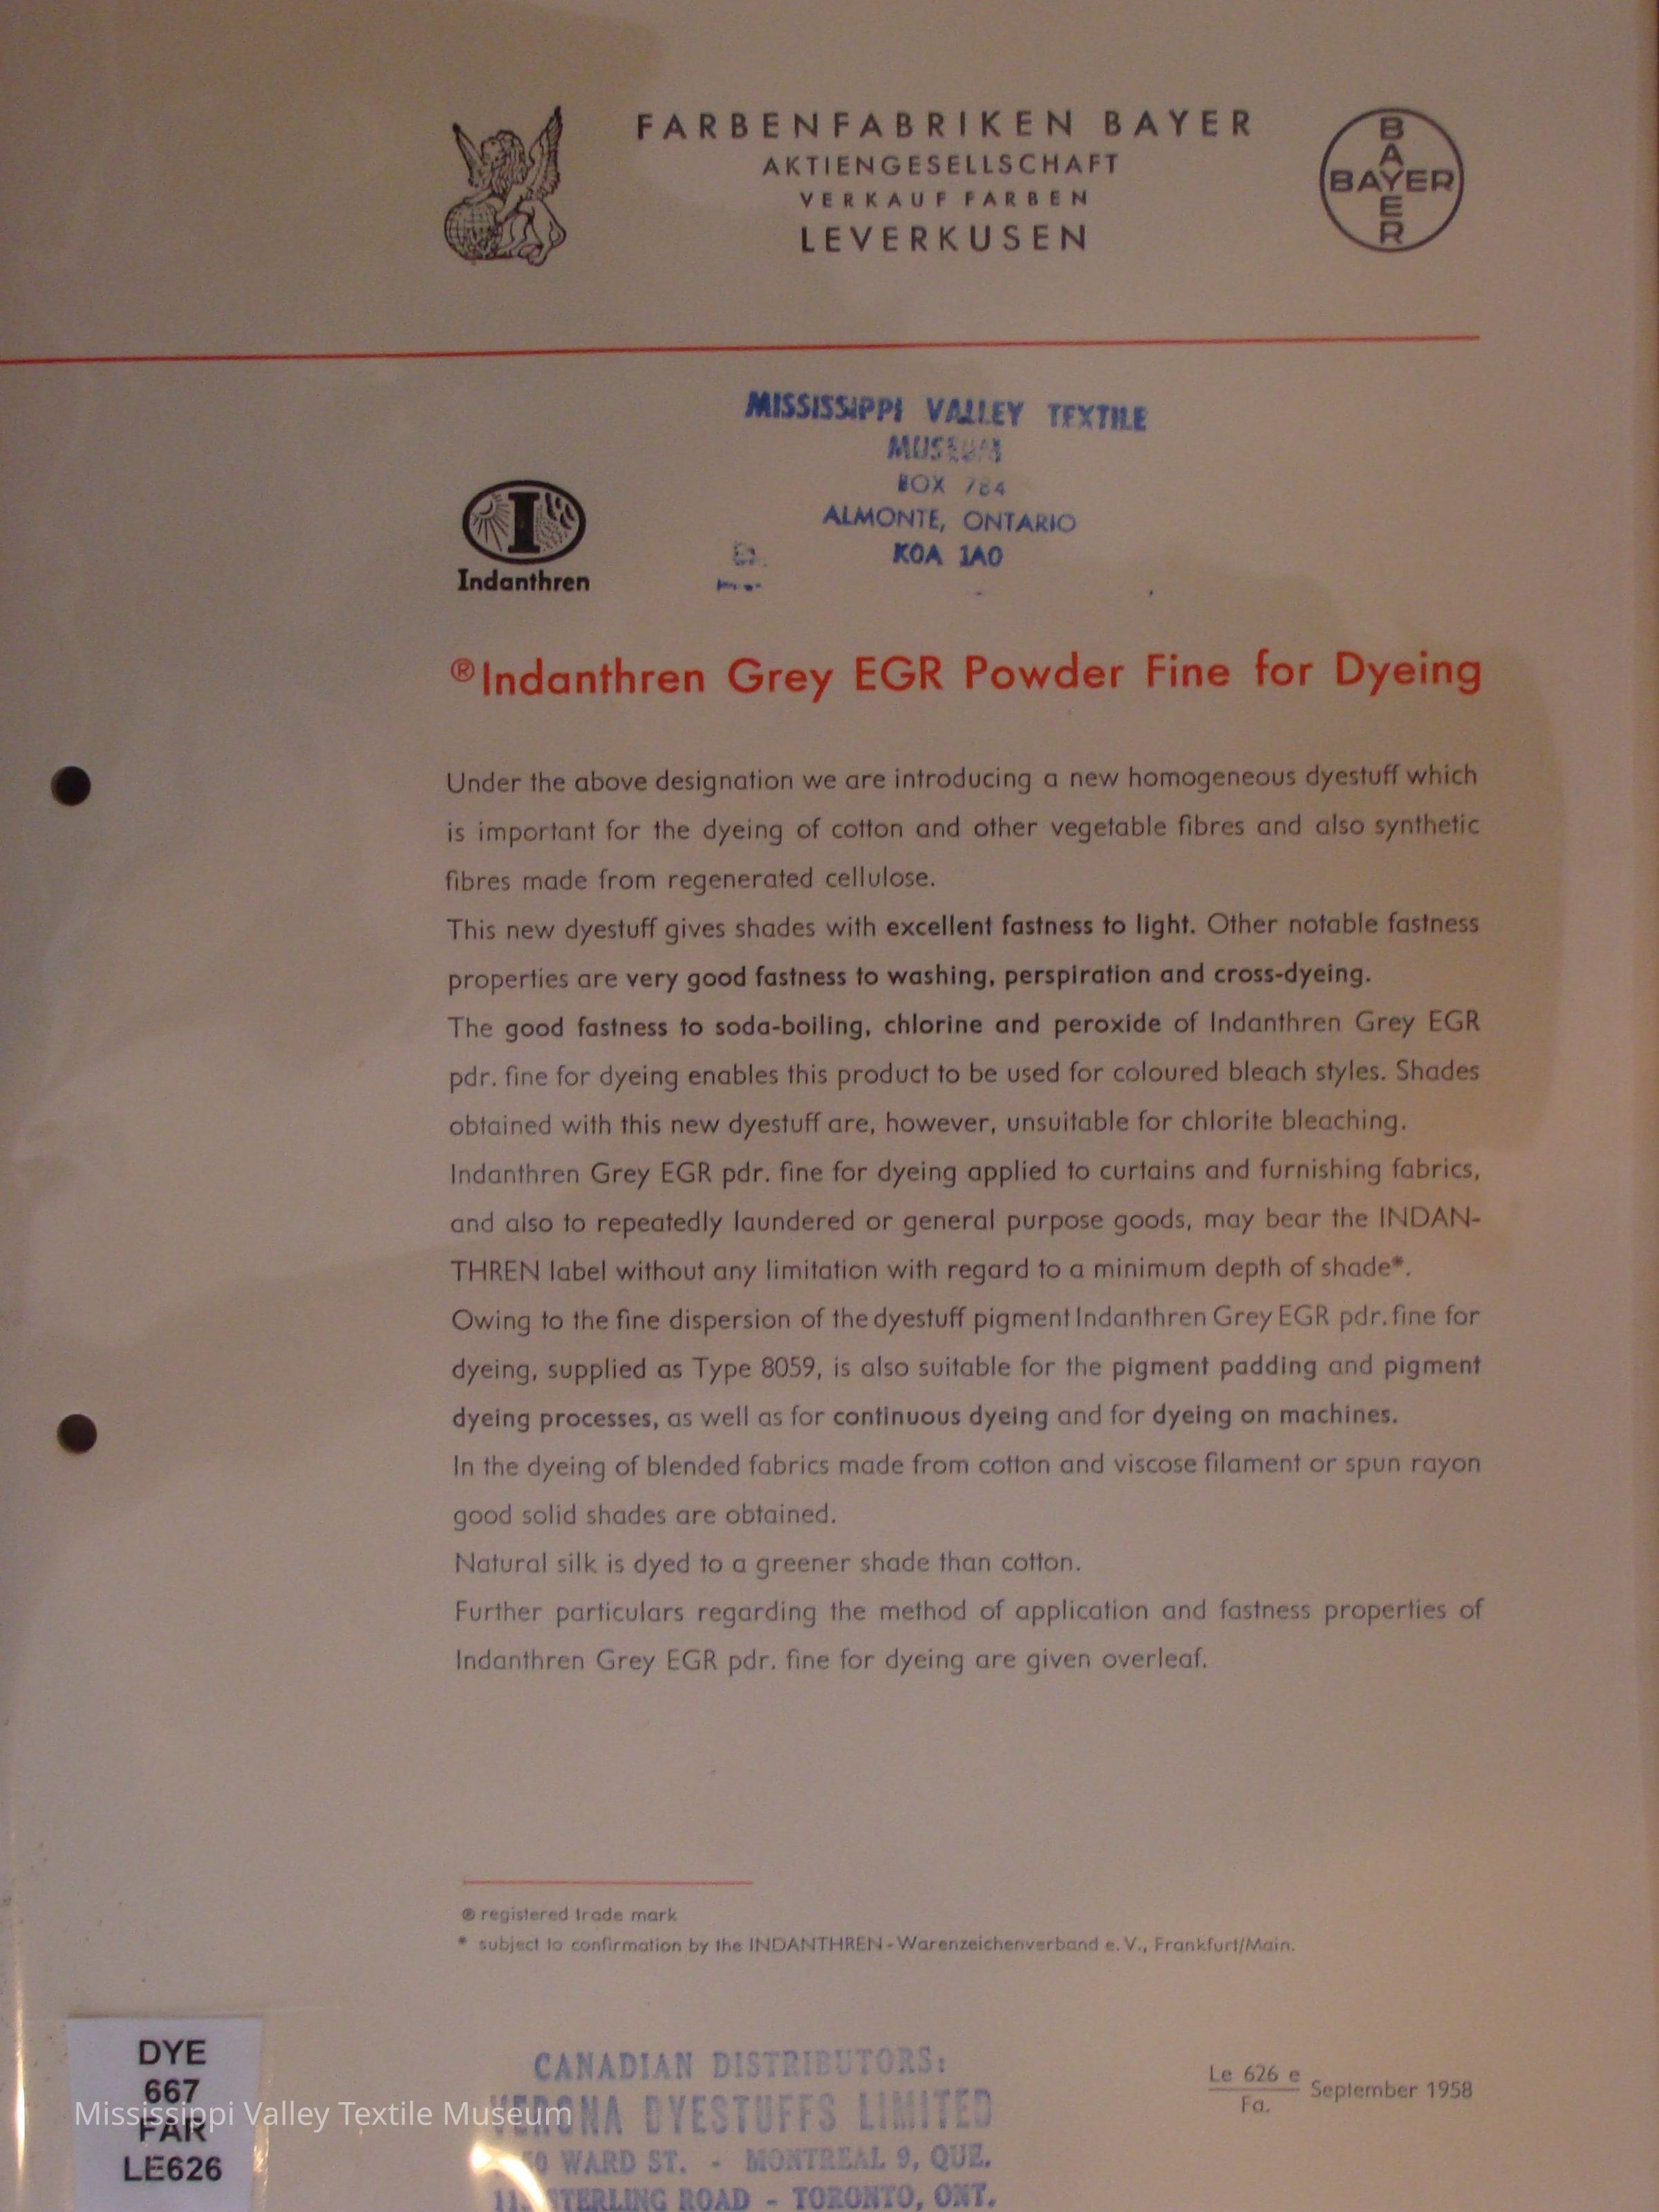 FARBENFABRIKEN BAYER
AKTIENGESELLSCHAFT
VERKAUF FARBEN
LEVERKUSEN
BAYER
BAYER
MISSISSIPPI VALLEY TEXTILE
MUSEUM
BOX 784
ALMONTE, ONTARIO
K0A 1A0
I
Indanthren
®Indanthren Grey EGR Powder Fine for Dyeing
Under the above designation we are introducing a new homogeneous dyestuff which
is important for the dyeing of cotton and other vegetable fibres and also synthetic
fibres made from regenerated cellulose.
This new dyestuff gives shades with excellent fastness to light. Other notable fastness
properties are very good fastness to washing, perspiration and cross-dyeing.
The good fastness to soda-boiling, chlorine and peroxide of Indanthren Grey EGR
pdr. fine for dyeing enables this product to be used for coloured bleach styles. Shades
obtained with this new dyestuff are, however, unsuitable for chlorite bleaching.
Indanthren Grey EGR pdr. fine for dyeing applied to curtains and furnishing fabrics,
and also to repeatedly laundered or general purpose goods, may bear the INDAN-
THREN label without any limitation with regard to a minimum depth of shade*.
Owing to the fine dispersion of the dyestuff pigment Indanthren Grey EGR pdr. fine for
dyeing, supplied as Type 8059, is also suitable for the pigment padding and pigment
dyeing processes, as well as for continuous dyeing and for dyeing on machines.
In the dyeing of blended fabrics made from cotton and viscose filament or spun rayon
good solid shades are obtained.
Natural silk is dyed to a greener shade than cotton.
Further particulars regarding the method of application and fastness properties of
Indanthren Grey EGR pdr. fine for dyeing are given overleaf.
® registered trade mark
* subject to confirmation by the INDANTHREN-Warenzeichenverband e. V., Frankfurt/Main.
DYE
667
FAR
LE626
Mississippi Valley Textile Museum
CANADIAN DISTRIBUTORS:
VERONA DYESTUFFS LIMITED
WARD ST. - MONTREAL 9, QUE.
STERLING ROAD - TORONTO, ONT.
Le 626 e
Fa.
September 1958